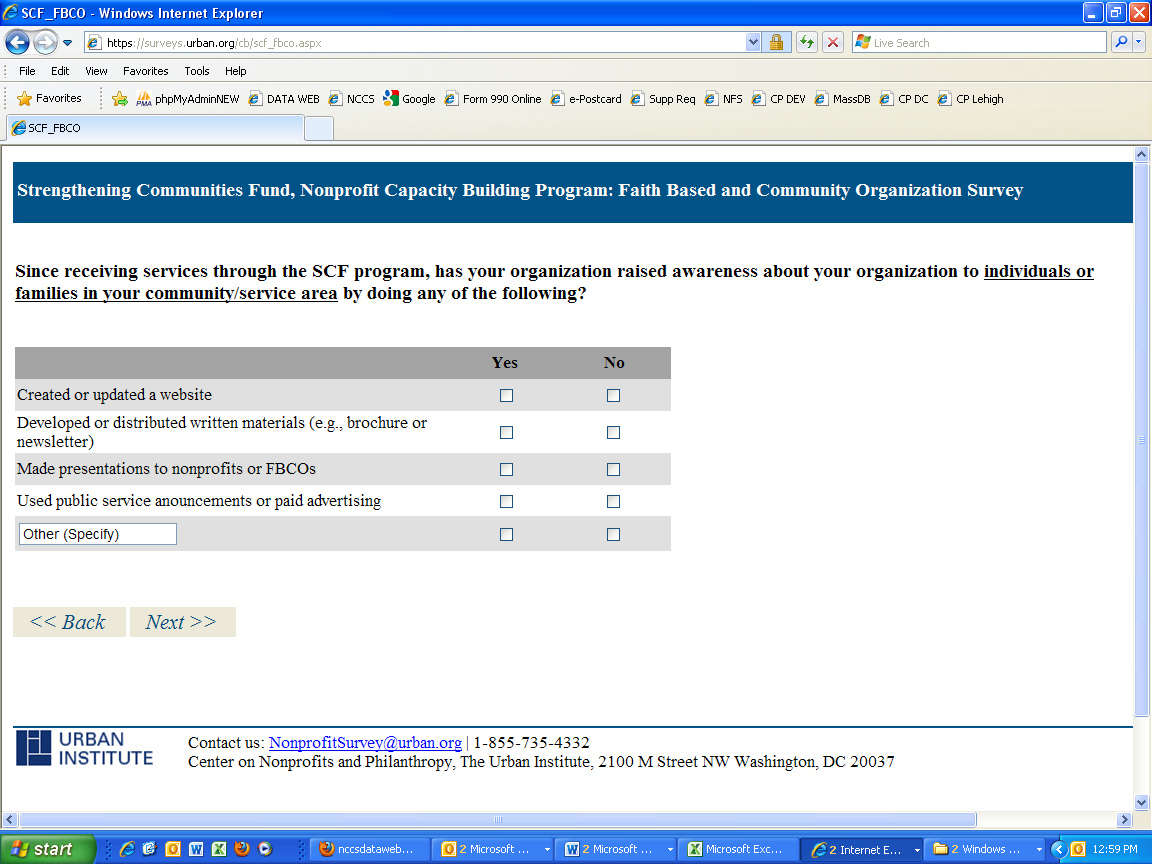 SCF_FBCO - Windows Internet Explorer
https://surveys.urban.org/cb/scf_fbco.aspx
Live Search
File Edit View Favorites Tools Help
Favorites phpMyAdminNEW DATA WEB NCCS Google Form 990 Online e-Postcard Supp Req NFS CP DEV MassDB CP DC CP Lehigh
SCF_FBCO
Strengthening Communities Fund, Nonprofit Capacity Building Program: Faith Based and Community Organization Survey
Since receiving services through the SCF program, has your organization raised awareness about your organization to individuals or
families in your community/service area by doing any of the following?
Yes No
Created or updated a website
Developed or distributed written materials (e.g., brochure or
newsletter)
Made presentations to nonprofits or FBCOs
Used public service anouncements or paid advertising
Other (Specify)
<< Back Next >>
URBAN
INSTITUTE
Contact us: NonprofitSurvey@urban.org | 1-855-735-4332
Center on Nonprofits and Philanthropy, The Urban Institute, 2100 M Street NW Washington, DC 20037
start nccsdataweb... 2 Microsoft ... 2 Microsoft ... Microsoft Exc... 2 Internet E... 2 Windows ... 12:59 PM